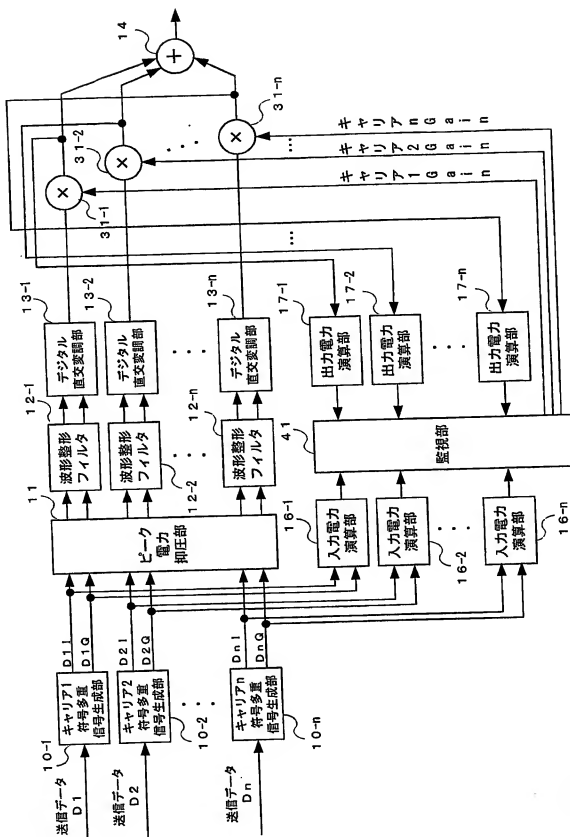 送信データ
D1
10-1
キャリア1
符号多重
信号生成部
D1I
D1Q
送信データ
D2
キャリア2
符号多重
信号生成部
10-2
D2I
D2Q
送信データ
Dn
キャリアn
符号多重
信号生成部
10-n
DnI
DnQ
11
ピーク
電力
抑圧部
12-1
波形整形
フィルタ
波形整形
フィルタ
12-2
12-n
波形整形
フィルタ
13-1
デジタル
直交変調部
13-2
デジタル
直交変調部
13-n
デジタル
直交変調部
31-1
31-2
31-n
14
16-1
入力電力
演算部
入力電力
演算部
16-2
入力電力
演算部
16-n
41
監視部
17-1
出力電力
演算部
17-2
出力電力
演算部
17-n
出力電力
演算部
キャリア1Gain
キャリア2Gain
キャリアnGain